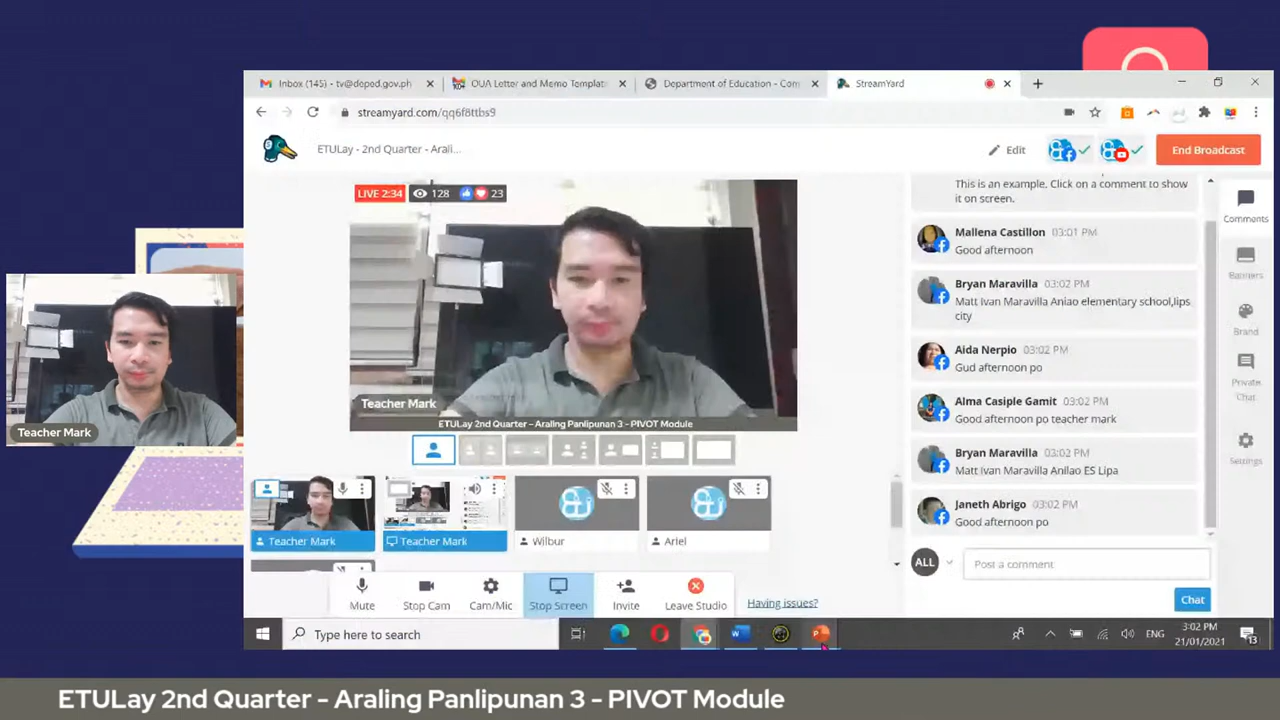 Inbox (145) - tv@deped.gov.ph
OUA Letter and Memo Templat
Department of Education - Com
StreamYard
streamyard.com/qq6f8ttbs9
ETULay - 2nd Quarter - Arali...
Edit
End Broadcast
LIVE 2:34
128
23
Teacher Mark
ETULay 2nd Quarter - Araling Panlipunan 3 - PIVOT Module
Teacher Mark
Teacher Mark
Wilbur
Ariel
Mute
Stop Cam
Cam/Mic
Stop Screen
Invite
Leave Studio
Having issues?
This is an example. Click on a comment to show
it on screen.
Mallena Castillon 03:01 PM
Good afternoon
Bryan Maravilla 03:02 PM
Matt Ivan Maravilla Aniao elementary school,lips
city
Aida Nerpio 03:02 PM
Gud afternoon po
Alma Casiple Gamit 03:02 PM
Good afternoon po teacher mark
Bryan Maravilla 03:02 PM
Matt Ivan Maravilla Anilao ES Lipa
Janeth Abrigo 03:02 PM
Good afternoon po
ALL
Post a comment
Chat
Comments
Banners
Brand
Private
Chat
Settings
Type here to search
ENG
3:02 PM
21/01/2021
13
Teacher Mark
ETULay 2nd Quarter - Araling Panlipunan 3 - PIVOT Module